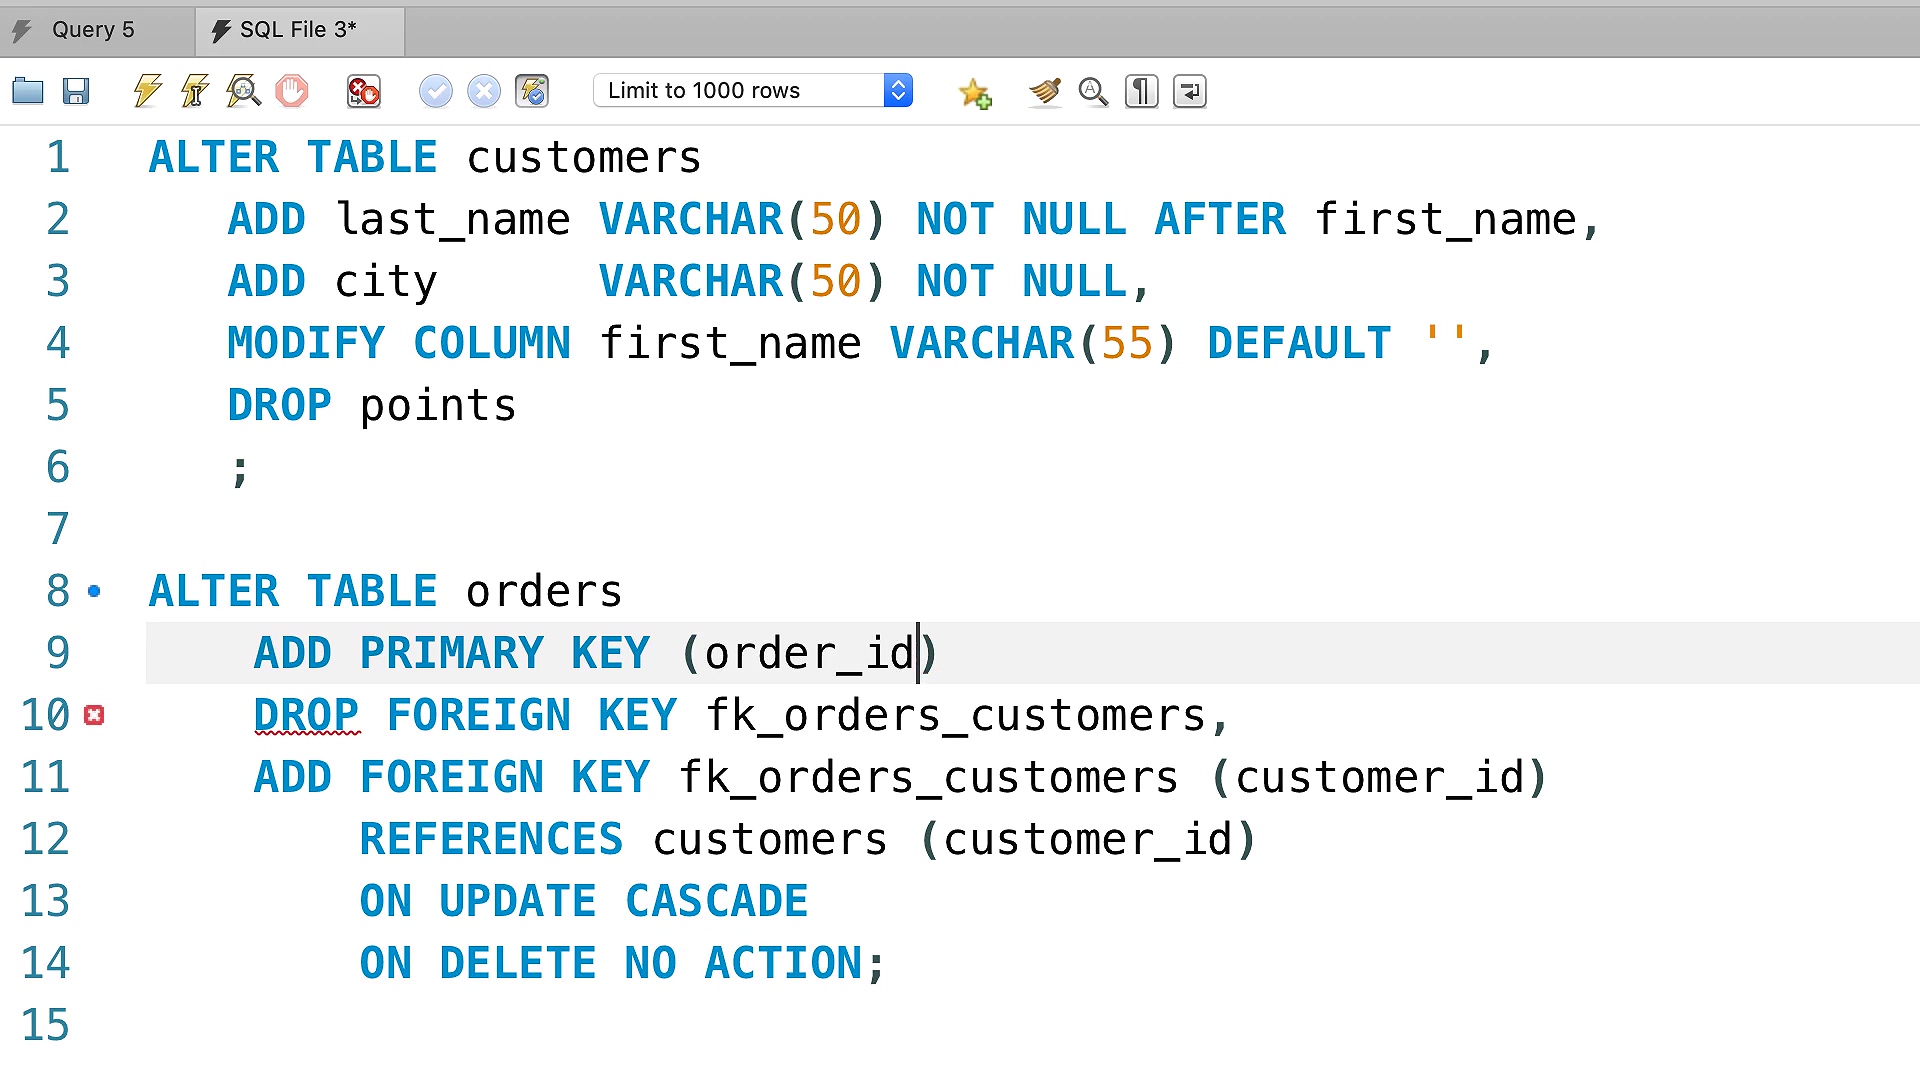 Query 5
SQL File 3*
Limit to 1000 rows
1 ALTER TABLE customers
2 ADD last_name VARCHAR(50) NOT NULL AFTER first_name,
3 ADD city VARCHAR(50) NOT NULL,
4 MODIFY COLUMN first_name VARCHAR(55) DEFAULT '',
5 DROP points
6 ;
7
8 ALTER TABLE orders
9 ADD PRIMARY KEY (order_id)
10 DROP FOREIGN KEY fk_orders_customers,
11 ADD FOREIGN KEY fk_orders_customers (customer_id)
12 REFERENCES customers (customer_id)
13 ON UPDATE CASCADE
14 ON DELETE NO ACTION;
15